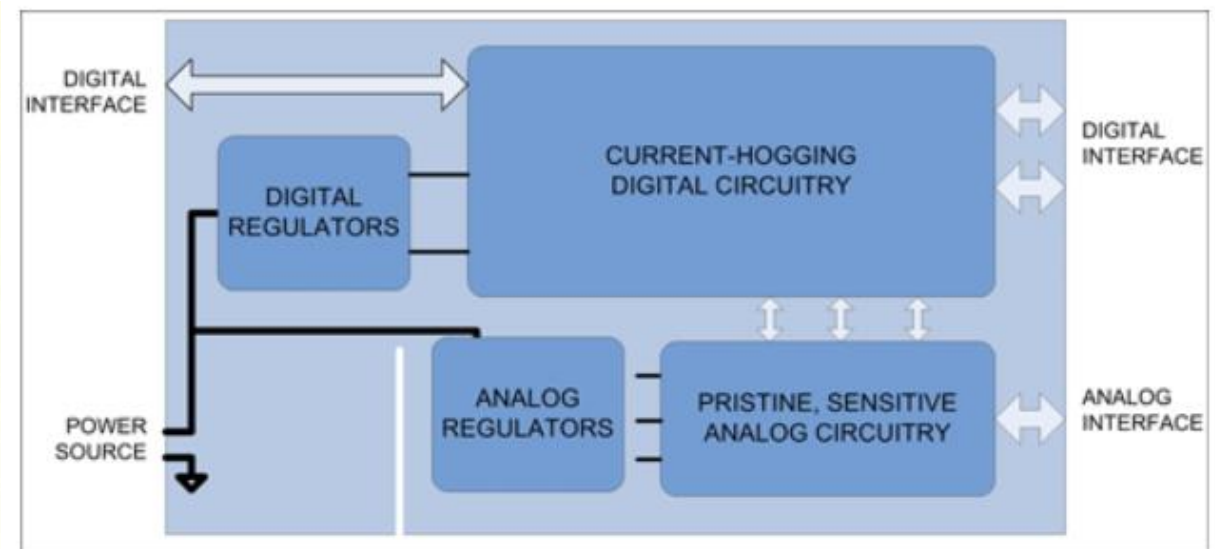 DIGITAL
INTERFACE
CURRENT-HOGGING
DIGITAL CIRCUITRY
DIGITAL
INTERFACE
DIGITAL
REGULATORS
ANALOG
REGULATORS
PRISTINE, SENSITIVE
ANALOG CIRCUITRY
ANALOG
INTERFACE
POWER
SOURCE